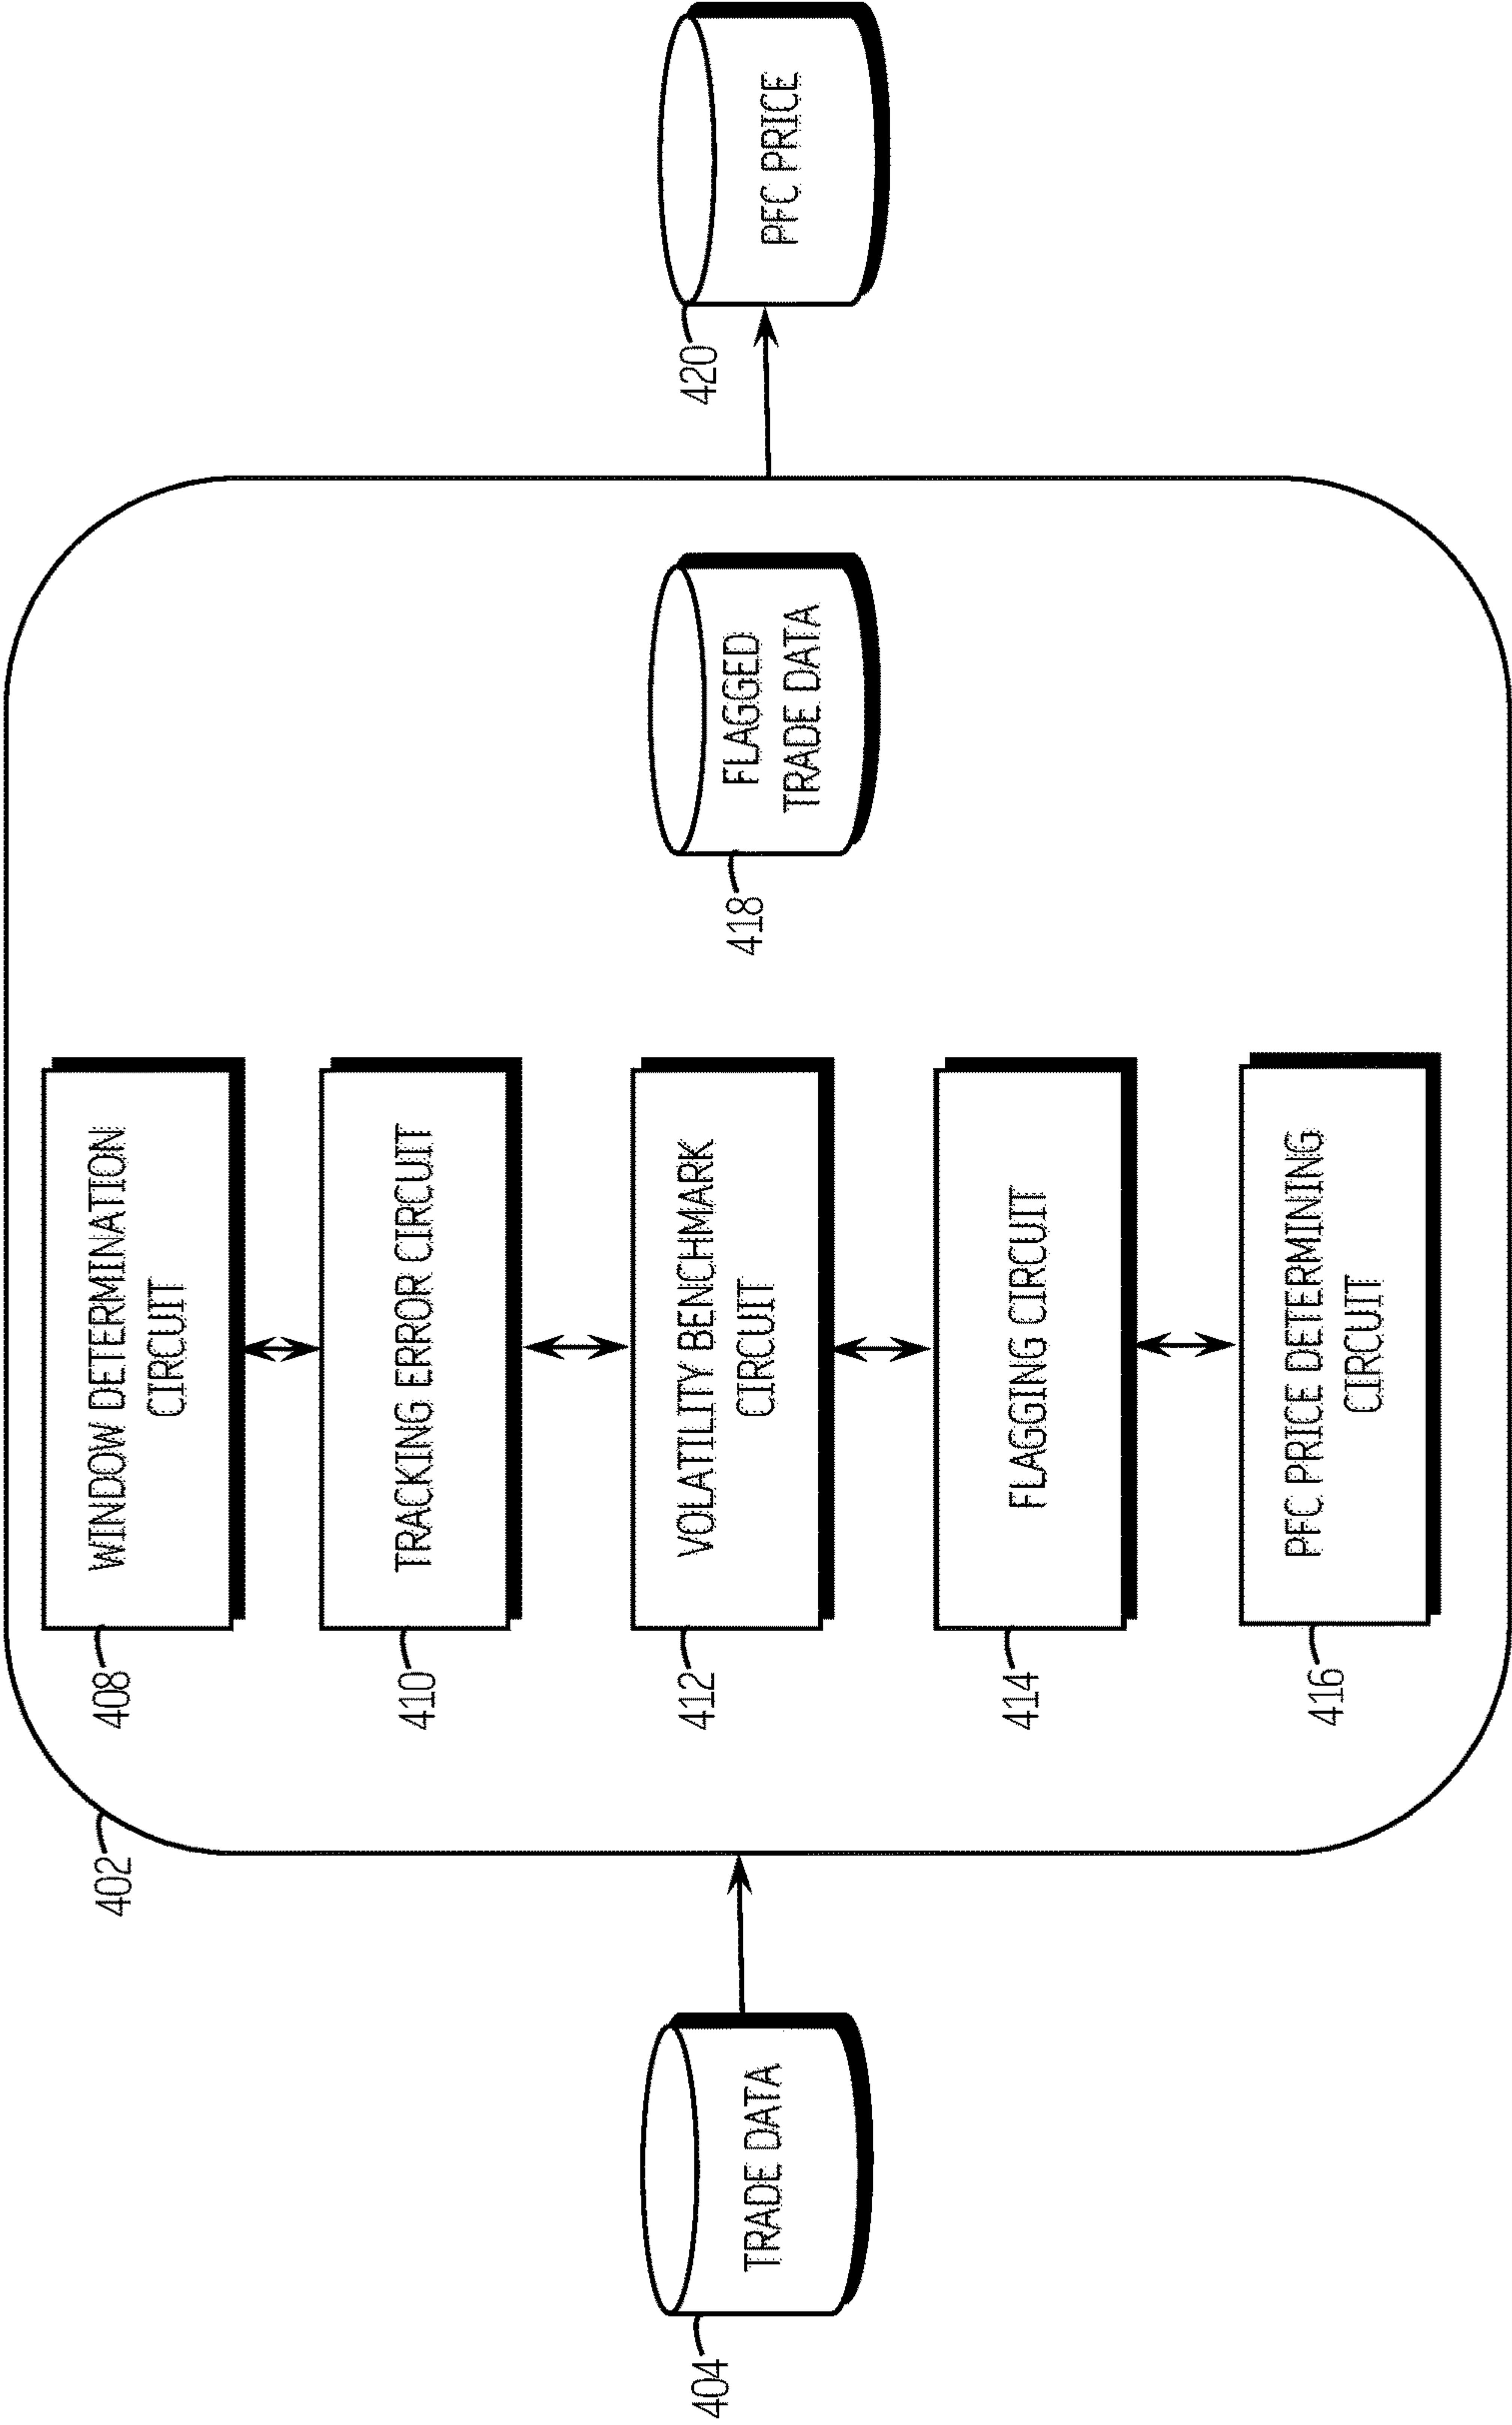 402
408
WINDOW DETERMINATION
CIRCUIT
410
TRACKING ERROR CIRCUIT
404
TRADE DATA
412
VOLATILITY BENCHMARK
CIRCUIT
418
FLAGGED
TRADE DATA
420
PFC PRICE
414
FLAGGING CIRCUIT
416
PFC PRICE DETERMINING
CIRCUIT